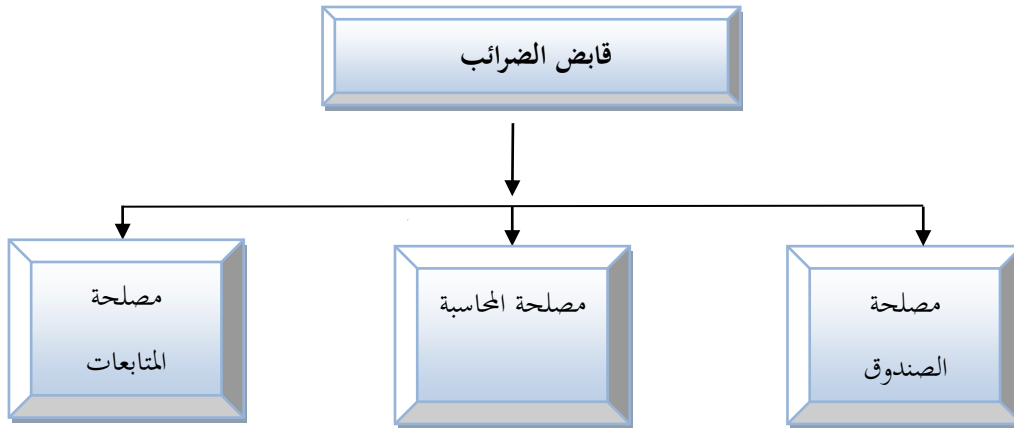 قابض الضرائب
مصلحة
الصندوق
مصلحة المحاسبة
مصلحة
المتابعات